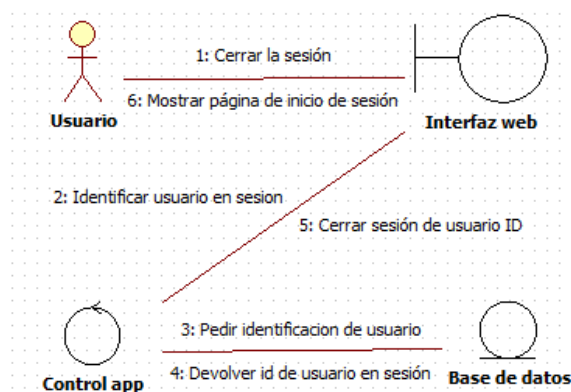 1: Cerrar la sesión
6: Mostrar página de inicio de sesión
Usuario
Interfaz web
2: Identificar usuario en sesion
5: Cerrar sesión de usuario ID
3: Pedir identificacion de usuario
4: Devolver id de usuario en sesión
Control app
Base de datos